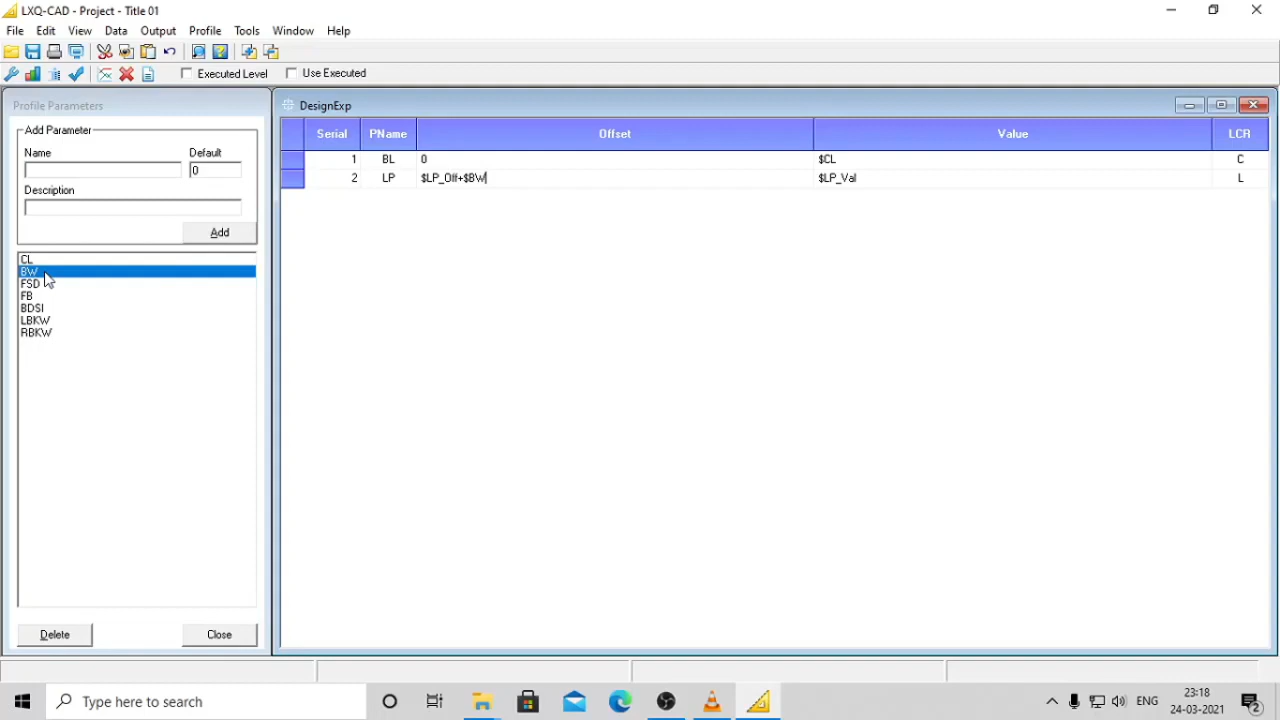 LXQ-CAD - Project - Title 01
File Edit View Data Output Profile Tools Window Help
Executed Level Use Executed
Profile Parameters
Add Parameter
Name Default
0
Description
Add
CL
BW
FSD
FB
BDSI
LBKW
RBKW
Delete Close
DesignExp
Serial PName Offset Value LCR
1 BL 0 $CL C
2 LP $LP_Off+$BW $LP_Val L
Type here to search
ENG
23:18
24-03-2021
2